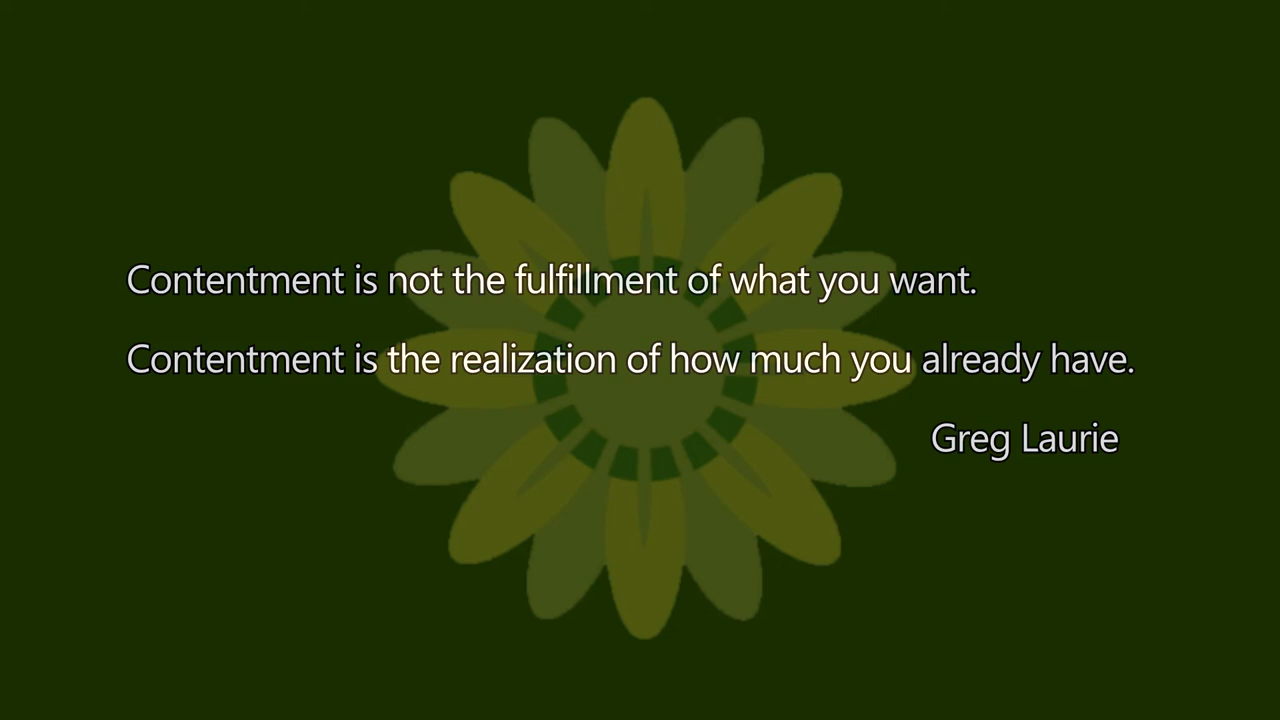 Contentment is not the fulfillment of what you want.
Contentment is the realization of how much you already have.
Greg Laurie